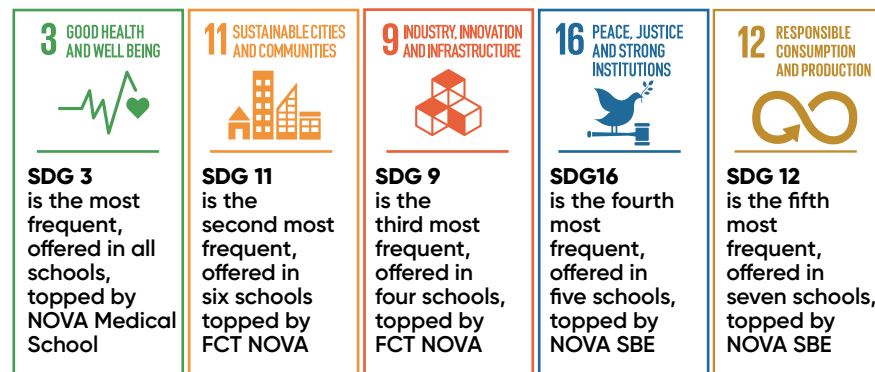 3 GOOD HEALTH
AND WELL BEING
SDG 3
is the most
frequent,
offered in all
schools,
topped by
NOVA Medical
School
11 SUSTAINABLE CITIES
AND COMMUNITIES
SDG 11
is the
second most
frequent,
offered in
six schools
topped by
FCT NOVA
9 INDUSTRY, INNOVATION
AND INFRASTRUCTURE
SDG 9
is the
third most
frequent,
offered in
four schools,
topped by
FCT NOVA
16 PEACE, JUSTICE
AND STRONG
INSTITUTIONS
SDG16
is the fourth
most
frequent,
offered in
five schools,
topped by
NOVA SBE
12 RESPONSIBLE
CONSUMPTION
AND PRODUCTION
SDG 12
is the fifth
most
frequent,
offered in
seven schools,
topped by
NOVA SBE